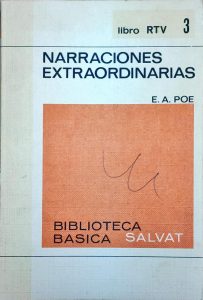 libro RTV 3
NARRACIONES
EXTRAORDINARIAS
E. A. POE
BIBLIOTECA
BASICA SALVAT